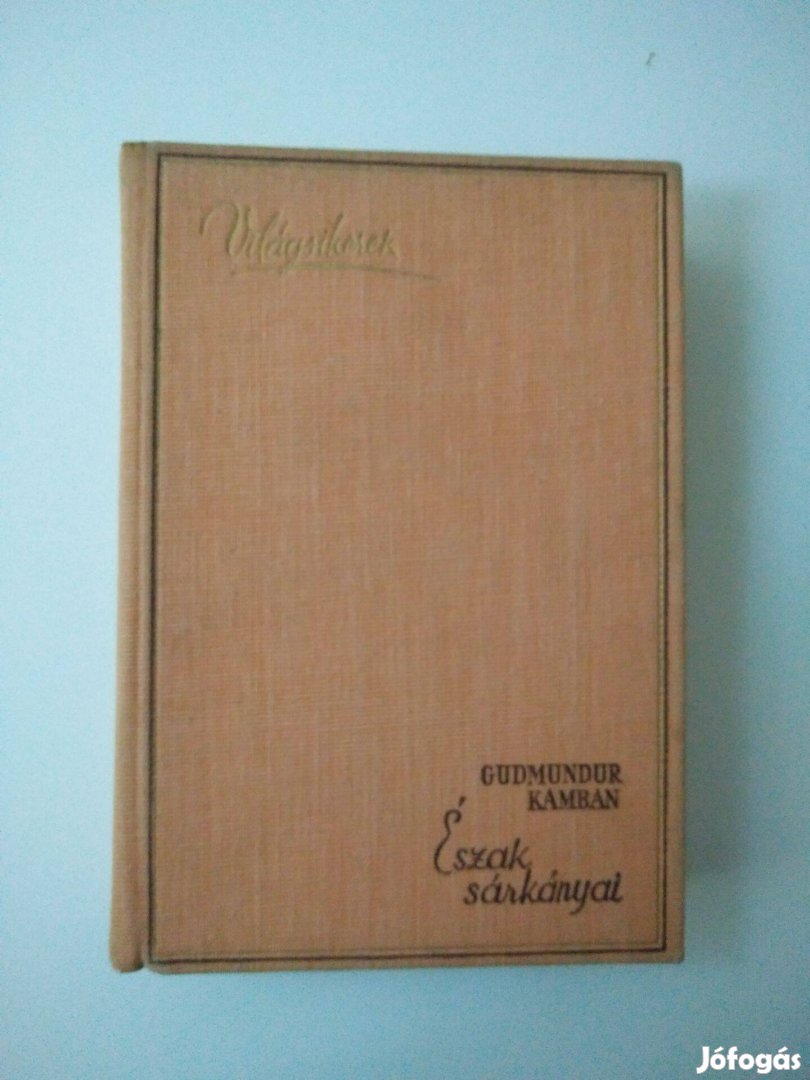 Világsikerek
GUDMUNDUR
KAMBAN
Észak
sárkányai
Jófogás